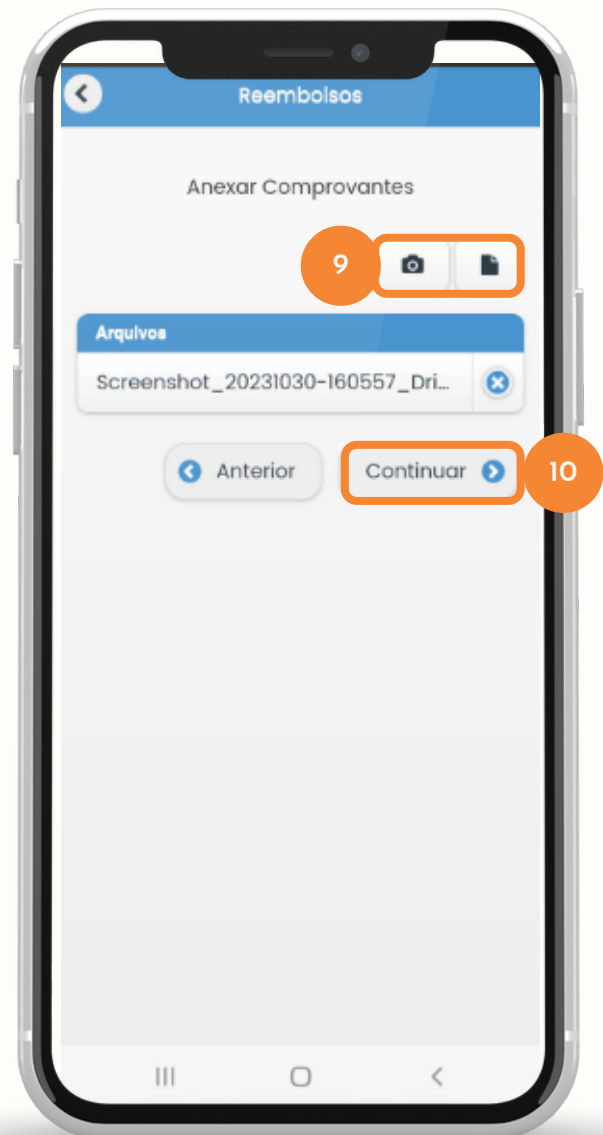 Reembolsos
Anexar Comprovantes
9
Arquivos
Screenshot_20231030-160557_Dri...
Anterior
Continuar
10